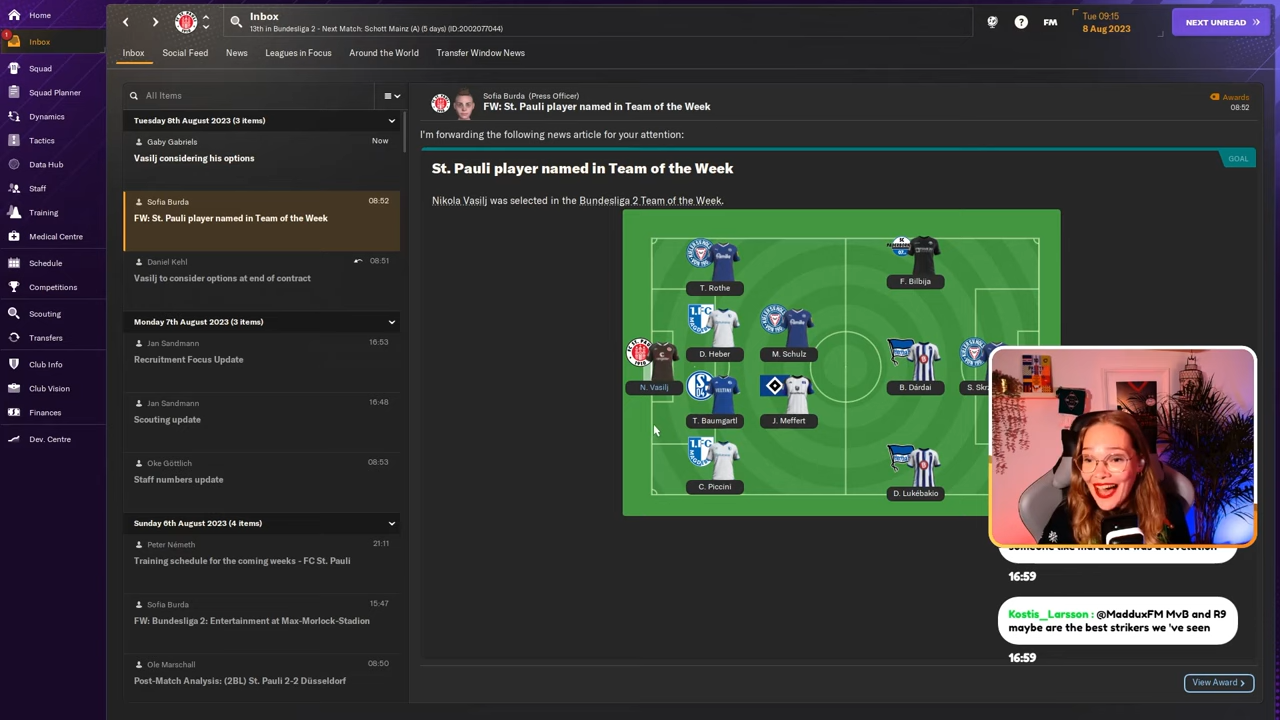 Home
1
Inbox
Squad
Squad Planner
Dynamics
Tactics
Data Hub
Staff
Training
Medical Centre
Schedule
Competitions
Scouting
Transfers
Club Info
Club Vision
Finances
Dev. Centre
Inbox
13th in Bundesliga 2 - Next Match: Schott Mainz (A) (5 days) (ID:2002077044)
FM
Tue 09:15
8 Aug 2023
NEXT UNREAD
Inbox
Social Feed
News
Leagues in Focus
Around the World
Transfer Window News
All Items
Tuesday 8th August 2023 (3 items)
Gaby Gabriels
Now
Vasilj considering his options
Sofia Burda
08:52
FW: St. Pauli player named in Team of the Week
Daniel Kehl
08:51
Vasilj to consider options at end of contract
Monday 7th August 2023 (3 items)
Jan Sandmann
16:53
Recruitment Focus Update
Jan Sandmann
16:48
Scouting update
Oke Göttlich
08:53
Staff numbers update
Sunday 6th August 2023 (4 items)
Peter Németh
21:11
Training schedule for the coming weeks - FC St. Pauli
Sofia Burda
15:47
FW: Bundesliga 2: Entertainment at Max-Morlock-Stadion
Ole Marschall
08:50
Post-Match Analysis: (2BL) St. Pauli 2-2 Düsseldorf
Sofia Burda (Press Officer)
FW: St. Pauli player named in Team of the Week
Awards
08:52
I'm forwarding the following news article for your attention:
GOAL
St. Pauli player named in Team of the Week
Nikola Vasilj was selected in the Bundesliga 2 Team of the Week.
T. Rothe
F. Bilbija
D. Heber
M. Schulz
N. Vasilj
B. Dárdai
T. Baumgartl
J. Meffert
C. Piccini
D. Lukébakio
16:59
Kostis_Larsson : @MadduxFM MvB and R9
maybe are the best strikers we 've seen
16:59
View Award